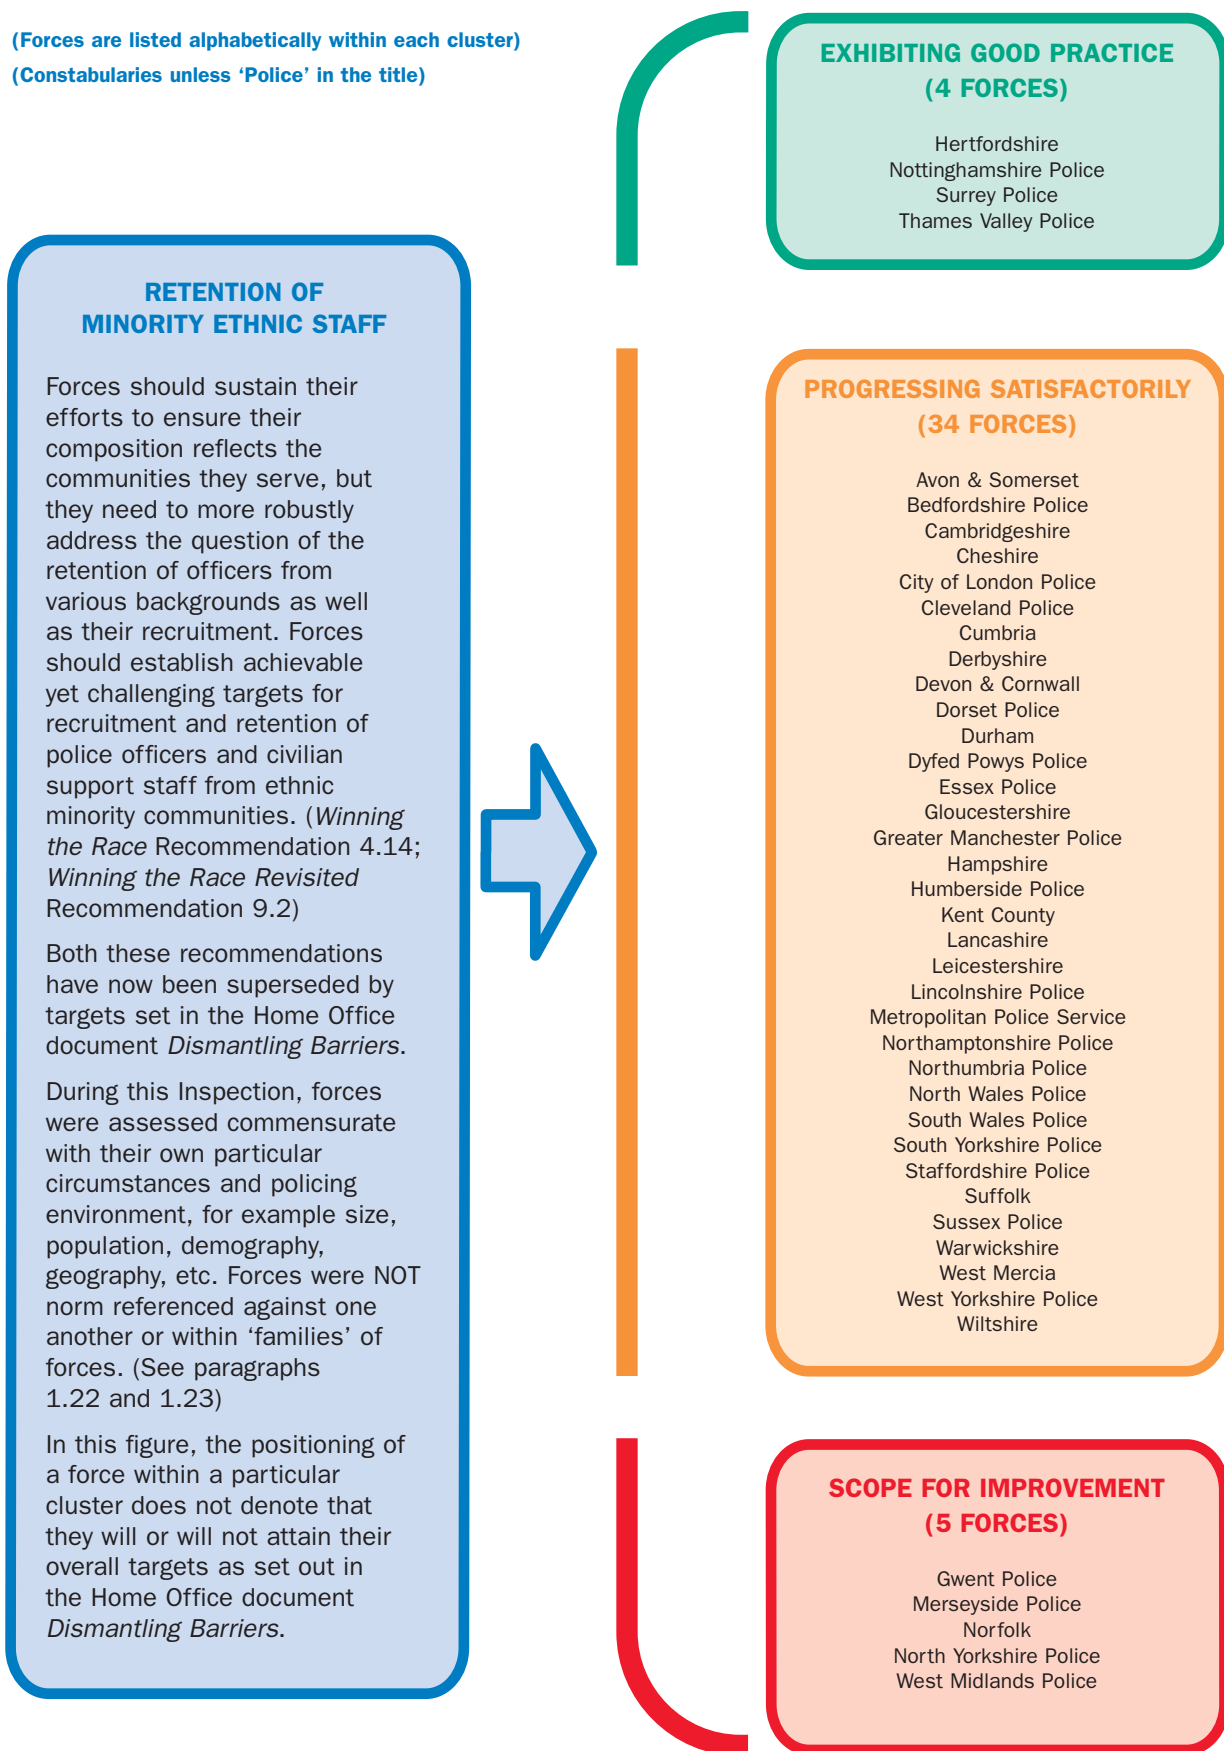 (Forces are listed alphabetically within each cluster)
(Constabularies unless ‘Police’ in the title)
RETENTION OF
MINORITY ETHNIC STAFF
Forces should sustain their
efforts to ensure their
composition reflects the
communities they serve, but
they need to more robustly
address the question of the
retention of officers from
various backgrounds as well
as their recruitment. Forces
should establish achievable
yet challenging targets for
recruitment and retention of
police officers and civilian
support staff from ethnic
minority communities. (Winning
the Race Recommendation 4.14;
Winning the Race Revisited
Recommendation 9.2)
Both these recommendations
have now been superseded by
targets set in the Home Office
document Dismantling Barriers.
During this Inspection, forces
were assessed commensurate
with their own particular
circumstances and policing
environment, for example size,
population, demography,
geography, etc. Forces were NOT
norm referenced against one
another or within ‘families’ of
forces. (See paragraphs
1.22 and 1.23)
In this figure, the positioning of
a force within a particular
cluster does not denote that
they will or will not attain their
overall targets as set out in
the Home Office document
Dismantling Barriers.
EXHIBITING GOOD PRACTICE
(4 FORCES)
Hertfordshire
Nottinghamshire Police
Surrey Police
Thames Valley Police
PROGRESSING SATISFACTORILY
(34 FORCES)
Avon & Somerset
Bedfordshire Police
Cambridgeshire
Cheshire
City of London Police
Cleveland Police
Cumbria
Derbyshire
Devon & Cornwall
Dorset Police
Durham
Dyfed Powys Police
Essex Police
Gloucestershire
Greater Manchester Police
Hampshire
Humberside Police
Kent County
Lancashire
Leicestershire
Lincolnshire Police
Metropolitan Police Service
Northamptonshire Police
Northumbria Police
North Wales Police
South Wales Police
South Yorkshire Police
Staffordshire Police
Suffolk
Sussex Police
Warwickshire
West Mercia
West Yorkshire Police
Wiltshire
SCOPE FOR IMPROVEMENT
(5 FORCES)
Gwent Police
Merseyside Police
Norfolk
North Yorkshire Police
West Midlands Police